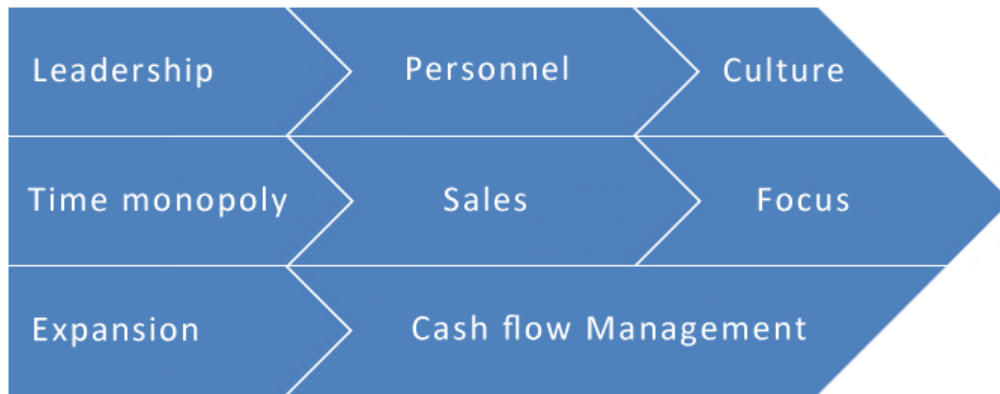 Leadership
Personnel
Culture
Time monopoly
Sales
Focus
Expansion
Cash flow Management